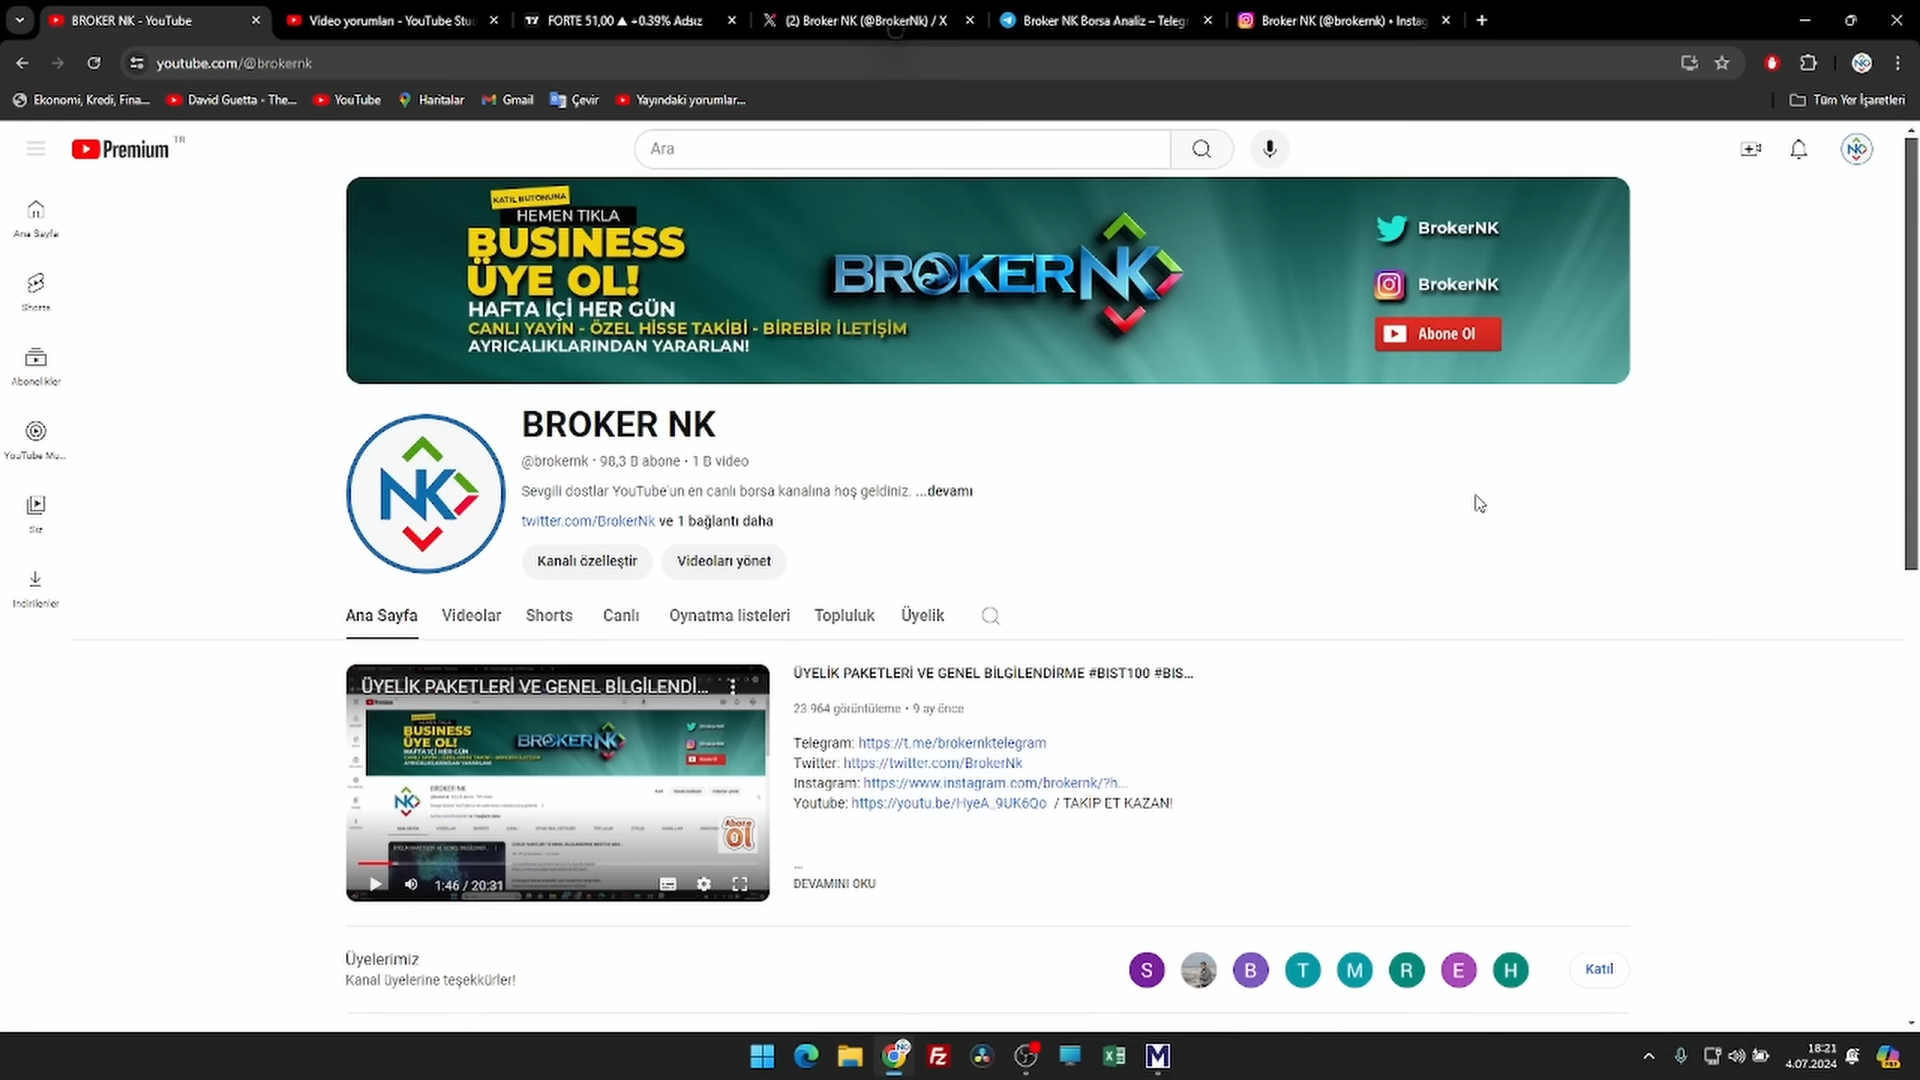 BROKER NK - YouTube
Video yorumları - YouTube Stu
FORTE 51,00 ▲ +0.39% Adsız
(2) Broker NK (@BrokerNk) / X
Broker NK Borsa Analiz – Teleg
Broker NK (@brokernk) • Instag
youtube.com/@brokernk
Ekonomi, Kredi, Fina...
David Guetta - The...
YouTube
Haritalar
Gmail
Çevir
Yayındaki yorumlar...
Tüm Yer İşaretleri
Premium TR
Ara
Ana Sayfa
Shorts
Abonelikler
YouTube Mu...
Siz
İndirilenler
KATIL BUTONUNA
HEMEN TIKLA
BUSINESS
ÜYE OL!
HAFTA İÇİ HER GÜN
CANLI YAYIN - ÖZEL HİSSE TAKİBİ - BİREBİR İLETİŞİM
AYRICALIKLARINDAN YARARLAN!
BROKERNK
BrokerNK
BrokerNK
Abone Ol
NK
BROKER NK
@brokernk • 98,3 B abone • 1 B video
Sevgili dostlar YouTube'un en canlı borsa kanalına hoş geldiniz. ...devamı
twitter.com/BrokerNk ve 1 bağlantı daha
Kanalı özelleştir
Videoları yönet
Ana Sayfa
Videolar
Shorts
Canlı
Oynatma listeleri
Topluluk
Üyelik
ÜYELİK PAKETLERİ VE GENEL BİLGİLENDİ...
BUSINESS
ÜYE OL!
BROKERNK
Abone Ol
1:46 / 20:31
ÜYELİK PAKETLERİ VE GENEL BİLGİLENDİRME #BIST100 #BIS...
23.964 görüntüleme • 9 ay önce
Telegram: https://t.me/brokernktelegram
Twitter: https://twitter.com/BrokerNk
Instagram: https://www.instagram.com/brokernk/?h...
Youtube: https://youtu.be/HyeA_9UK6Qo / TAKİP ET KAZAN!
...
DEVAMINI OKU
Üyelerimiz
Kanal üyelerine teşekkürler!
S
B
T
M
R
E
H
Katıl
18:21
4.07.2024